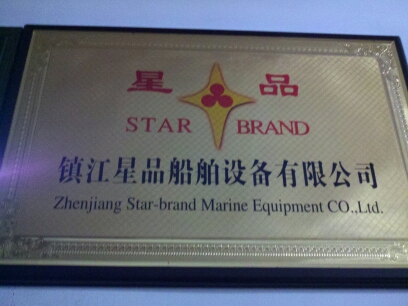 星 品
STAR BRAND
镇江星品船舶设备有限公司
Zhenjiang Star-brand Marine Equipment CO.,Ltd.